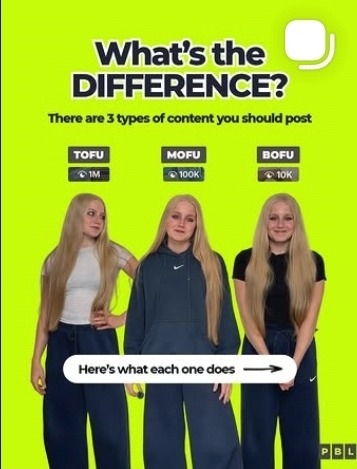 What's the
DIFFERENCE?
There are 3 types of content you should post
TOFU MOFU BOFU
1M 100K 10K
Here's what each one does
PBL